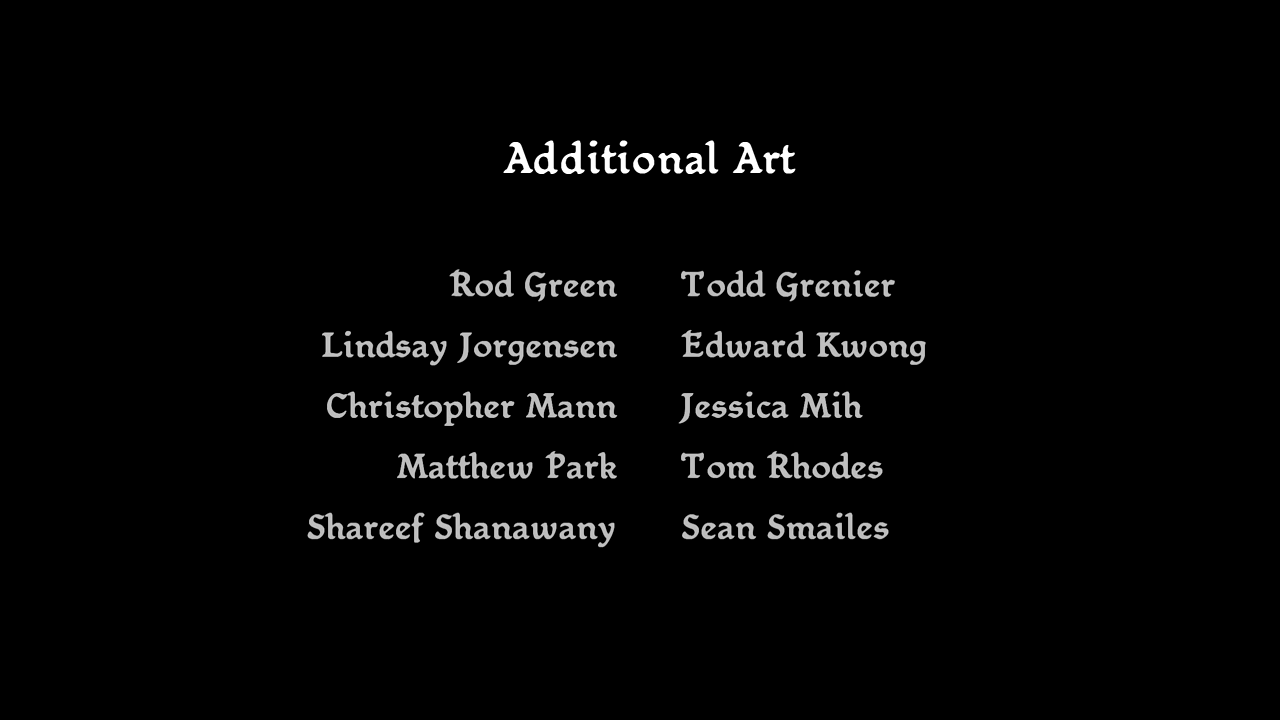 Additional Art
Rod Green Todd Grenier
Lindsay Jorgensen Edward Kwong
Christopher Mann Jessica Mih
Matthew Park Tom Rhodes
Shareef Shanawany Sean Smailes